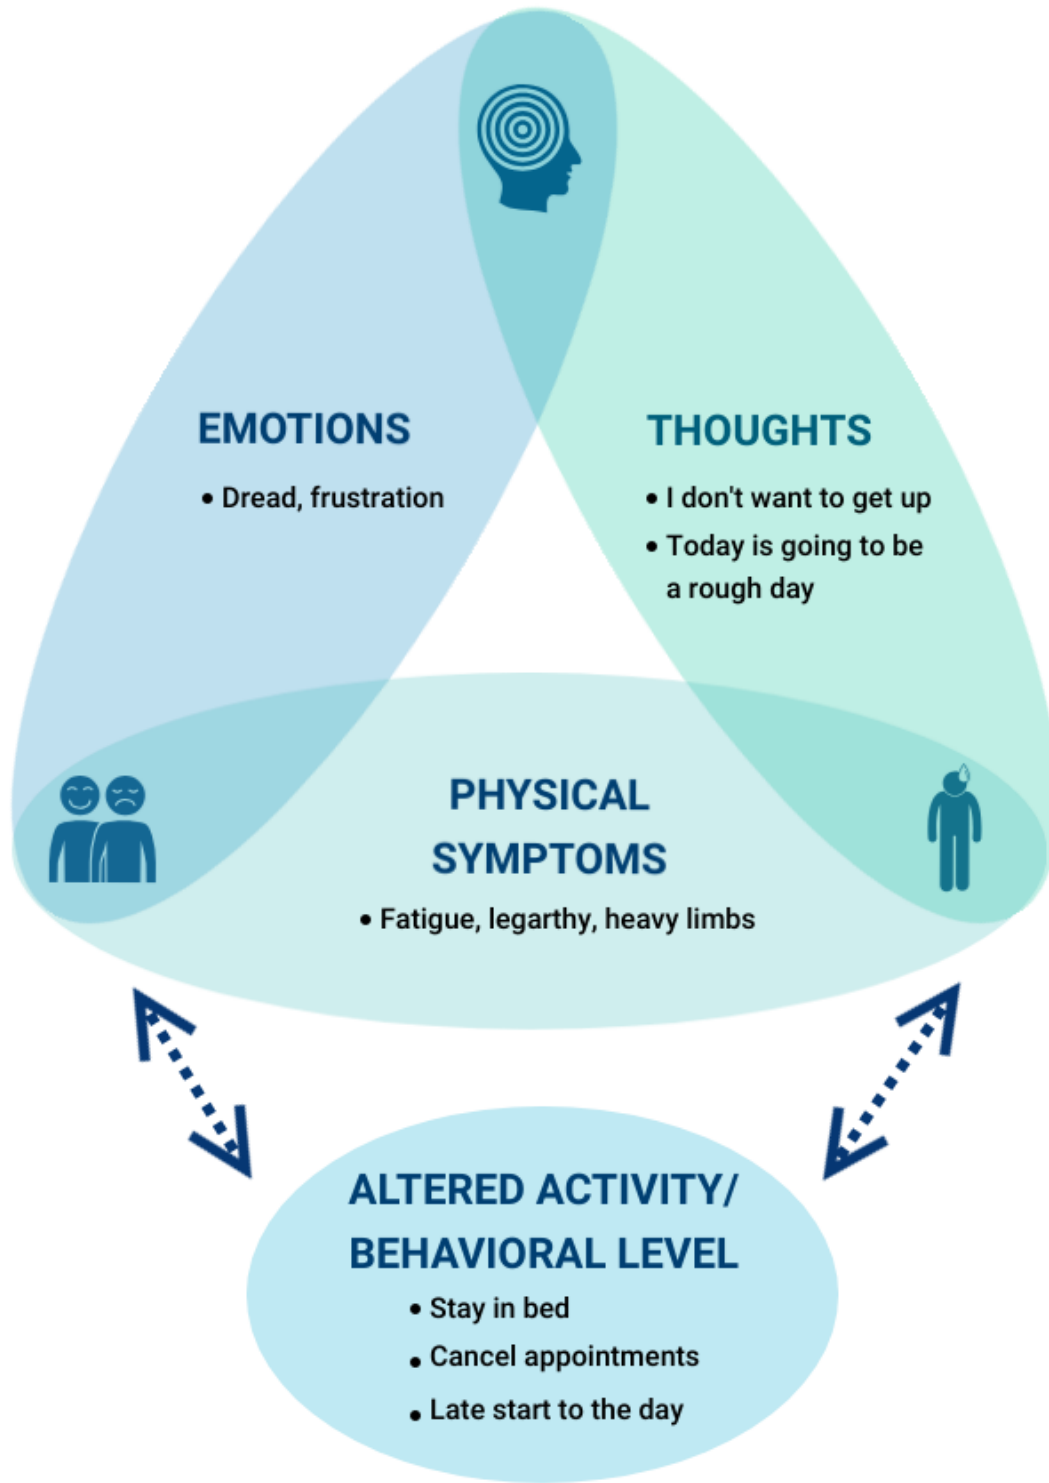 EMOTIONS
• Dread, frustration
THOUGHTS
• I don't want to get up
• Today is going to be
a rough day
PHYSICAL
SYMPTOMS
• Fatigue, legarthy, heavy limbs
ALTERED ACTIVITY/
BEHAVIORAL LEVEL
• Stay in bed
• Cancel appointments
• Late start to the day